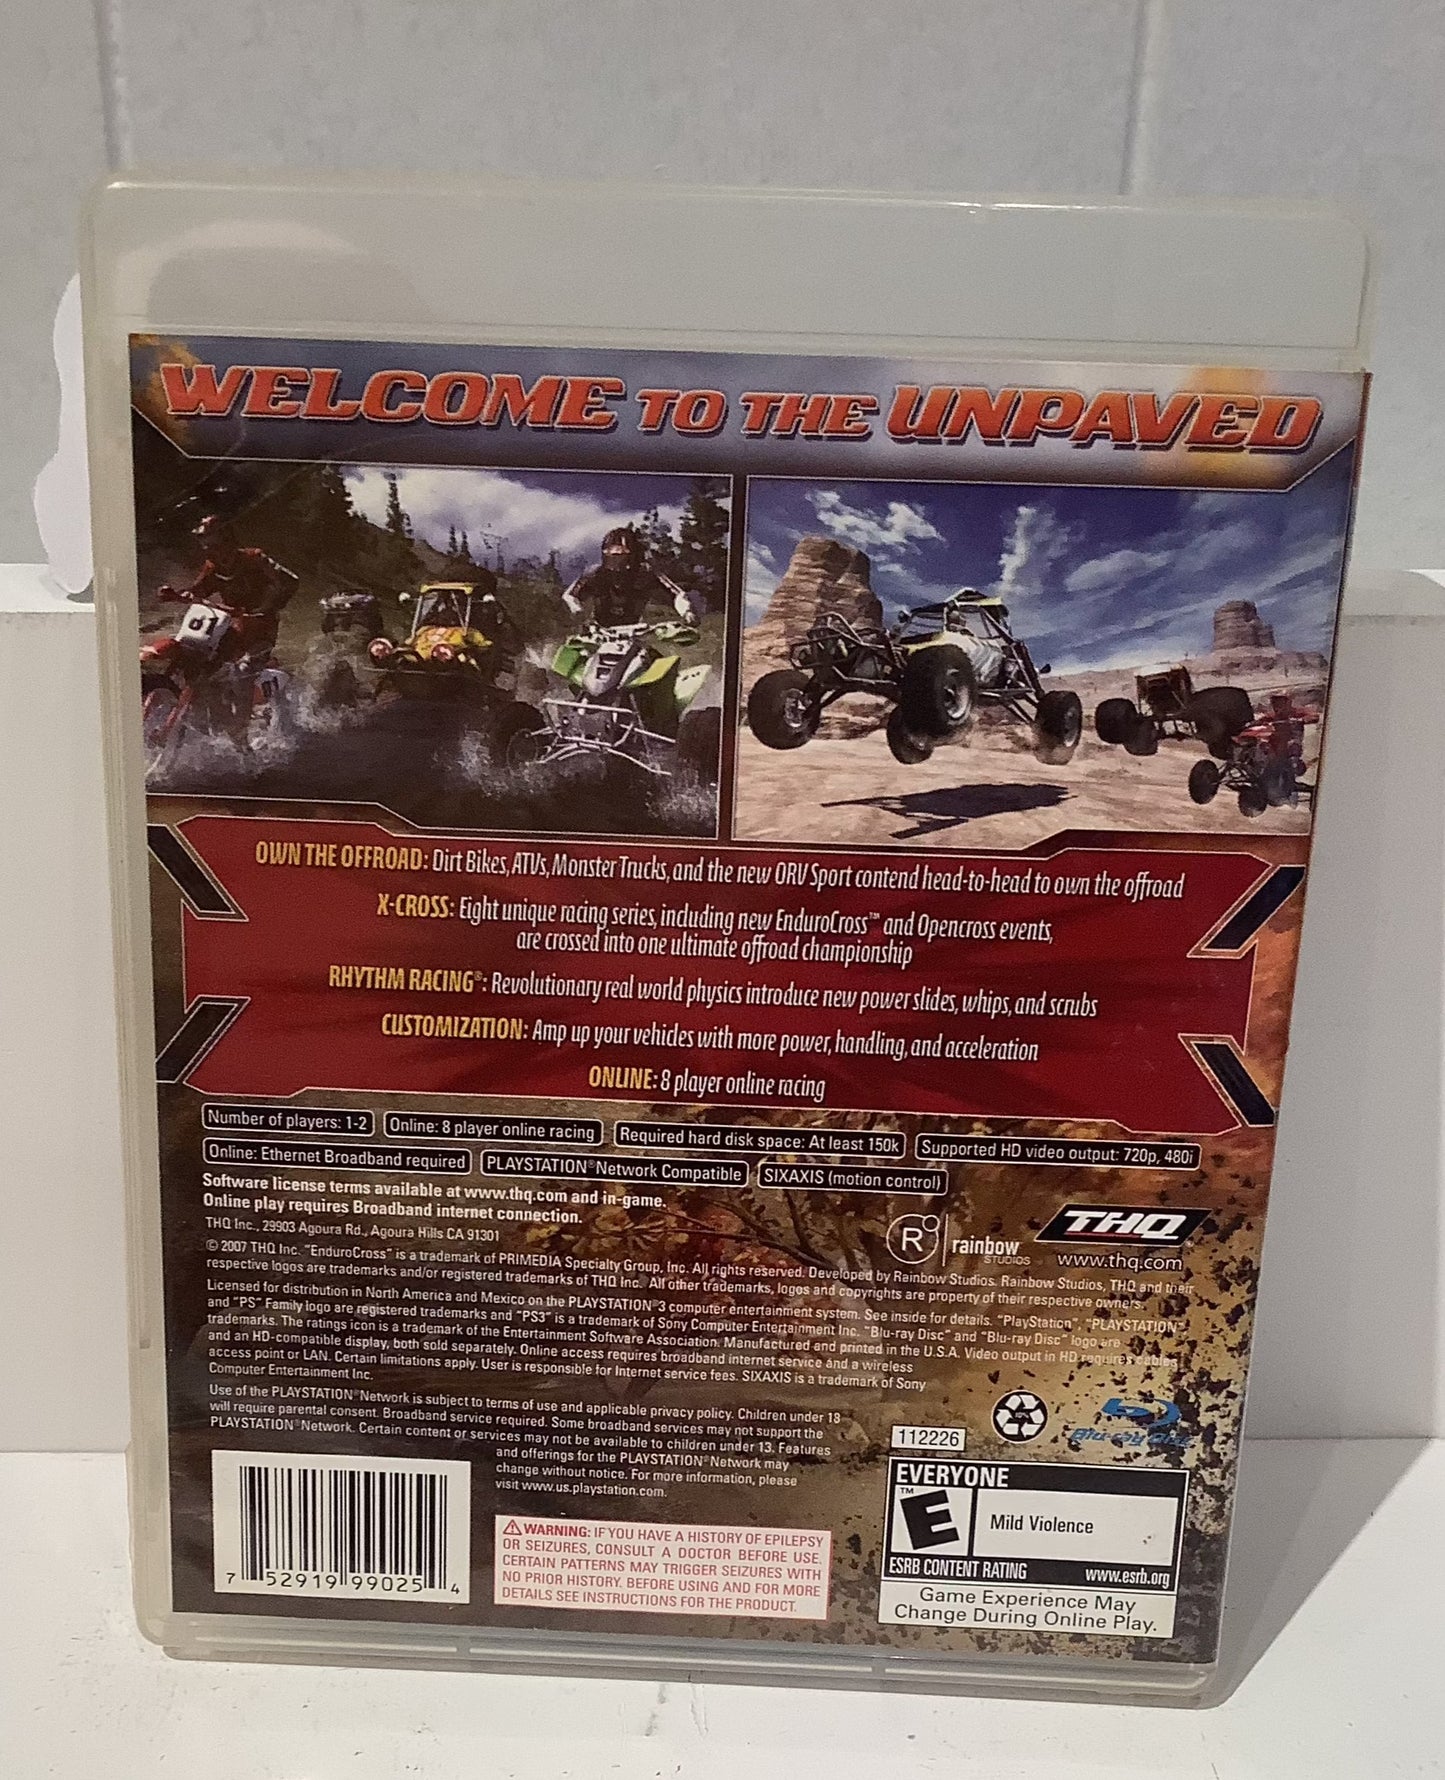 WELCOME TO THE UNPAVED
OWN THE OFFROAD: Dirt Bikes, ATVs, Monster Trucks, and the new ORV Sport contend head-to-head to own the offroad
X-CROSS: Eight unique racing series, including new EnduroCross™ and Opencross events,
are crossed into one ultimate offroad championship
RHYTHM RACING®: Revolutionary real world physics introduce new power slides, whips, and scrubs
CUSTOMIZATION: Amp up your vehicles with more power, handling, and acceleration
ONLINE: 8 player online racing
Number of players: 1-2 Online: 8 player online racing Required hard disk space: At least 150k Supported HD video output: 720p, 480i
Online: Ethernet Broadband required PLAYSTATION®Network Compatible SIXAXIS (motion control)
Software license terms available at www.thq.com and in-game.
Online play requires Broadband internet connection.
THQ Inc., 29903 Agoura Rd., Agoura Hills CA 91301
R rainbow STUDIOS
THQ
www.thq.com
© 2007 THQ Inc. "EnduroCross" is a trademark of PRIMEDIA Specialty Group, Inc. All rights reserved. Developed by Rainbow Studios. Rainbow Studios, THQ and their
respective logos are trademarks and/or registered trademarks of THQ Inc. All other trademarks, logos and copyrights are property of their respective owners.
Licensed for distribution in North America and Mexico on the PLAYSTATION®3 computer entertainment system. See inside for details. "PlayStation", "PLAYSTATION"
and "PS" Family logo are registered trademarks and "PS3" is a trademark of Sony Computer Entertainment Inc. "Blu-ray Disc" and "Blu-ray Disc" logo are
trademarks. The ratings icon is a trademark of the Entertainment Software Association. Manufactured and printed in the U.S.A. Video output in HD requires cables
and an HD-compatible display, both sold separately. Online access requires broadband internet service and a wireless
access point or LAN. Certain limitations apply. User is responsible for Internet service fees. SIXAXIS is a trademark of Sony
Computer Entertainment Inc.
Use of the PLAYSTATION®Network is subject to terms of use and applicable privacy policy. Children under 18
will require parental consent. Broadband service required. Some broadband services may not support the
PLAYSTATION®Network. Certain content or services may not be available to children under 13. Features
and offerings for the PLAYSTATION®Network may
change without notice. For more information, please
visit www.us.playstation.com.
112226
Blu-ray Disc
7 52919 99025 4
WARNING: IF YOU HAVE A HISTORY OF EPILEPSY
OR SEIZURES, CONSULT A DOCTOR BEFORE USE.
CERTAIN PATTERNS MAY TRIGGER SEIZURES WITH
NO PRIOR HISTORY. BEFORE USING AND FOR MORE
DETAILS SEE INSTRUCTIONS FOR THE PRODUCT.
EVERYONE
™
E
Mild Violence
ESRB CONTENT RATING www.esrb.org
Game Experience May
Change During Online Play.